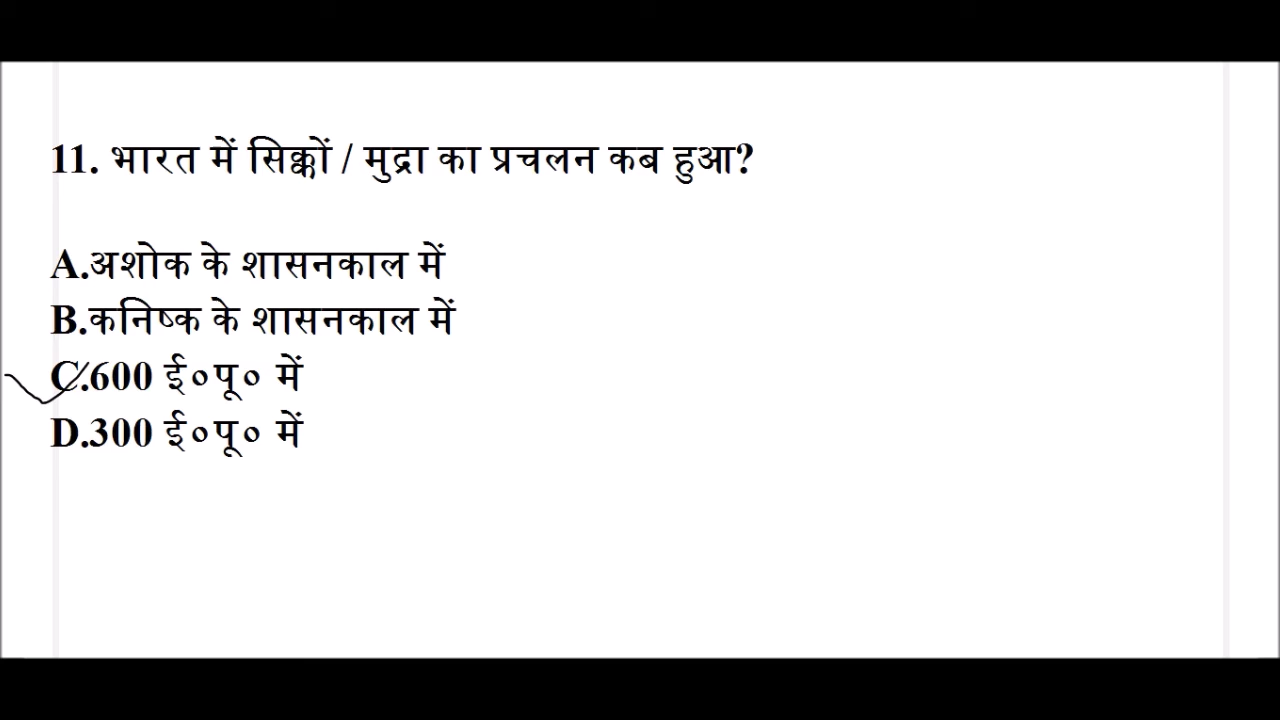 11. भारत में सिक्कों / मुद्रा का प्रचलन कब हुआ?
A.अशोक के शासनकाल में
B.कनिष्क के शासनकाल में
C.600 ई०पू० में
D.300 ई०पू० में